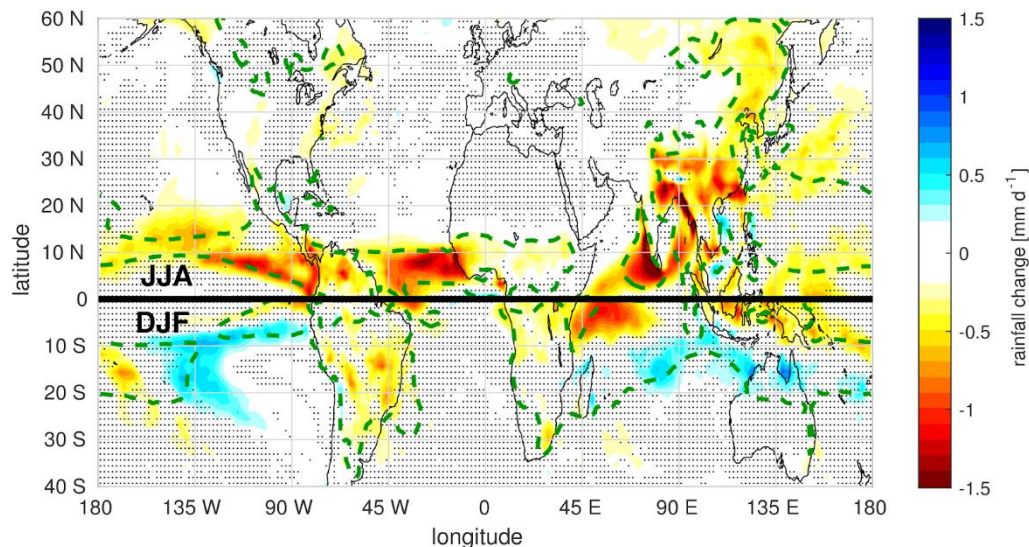 60 N
50 N
40 N
30 N
20 N
10 N
0
10 S
20 S
30 S
40 S
latitude
JJA
DJF
180
135 W
90 W
45 W
0
45 E
90 E
135 E
180
longitude
1.5
1
0.5
0
-0.5
-1
-1.5
rainfall change [mm d⁻¹]